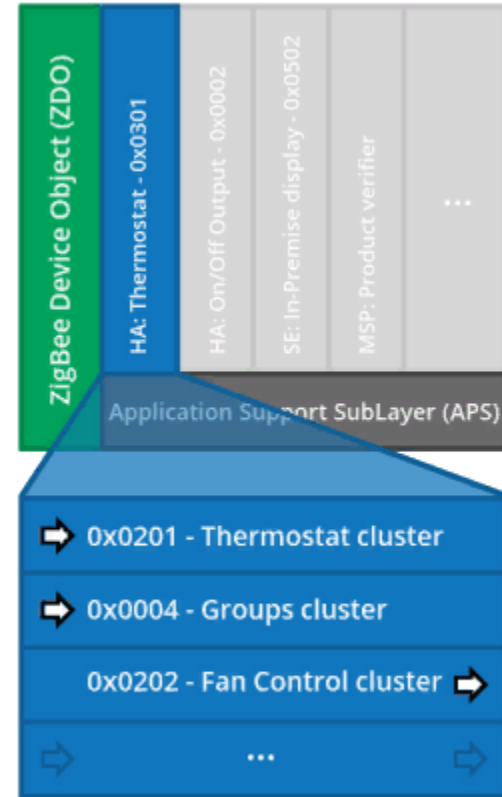 ZigBee Device Object (ZDO)
HA: Thermostat - 0x0301
HA: On/Off Output - 0x0002
SE: In-Premise display - 0x0502
MSP: Product verifier
...
Application Support SubLayer (APS)
0x0201 - Thermostat cluster
0x0004 - Groups cluster
0x0202 - Fan Control cluster
...